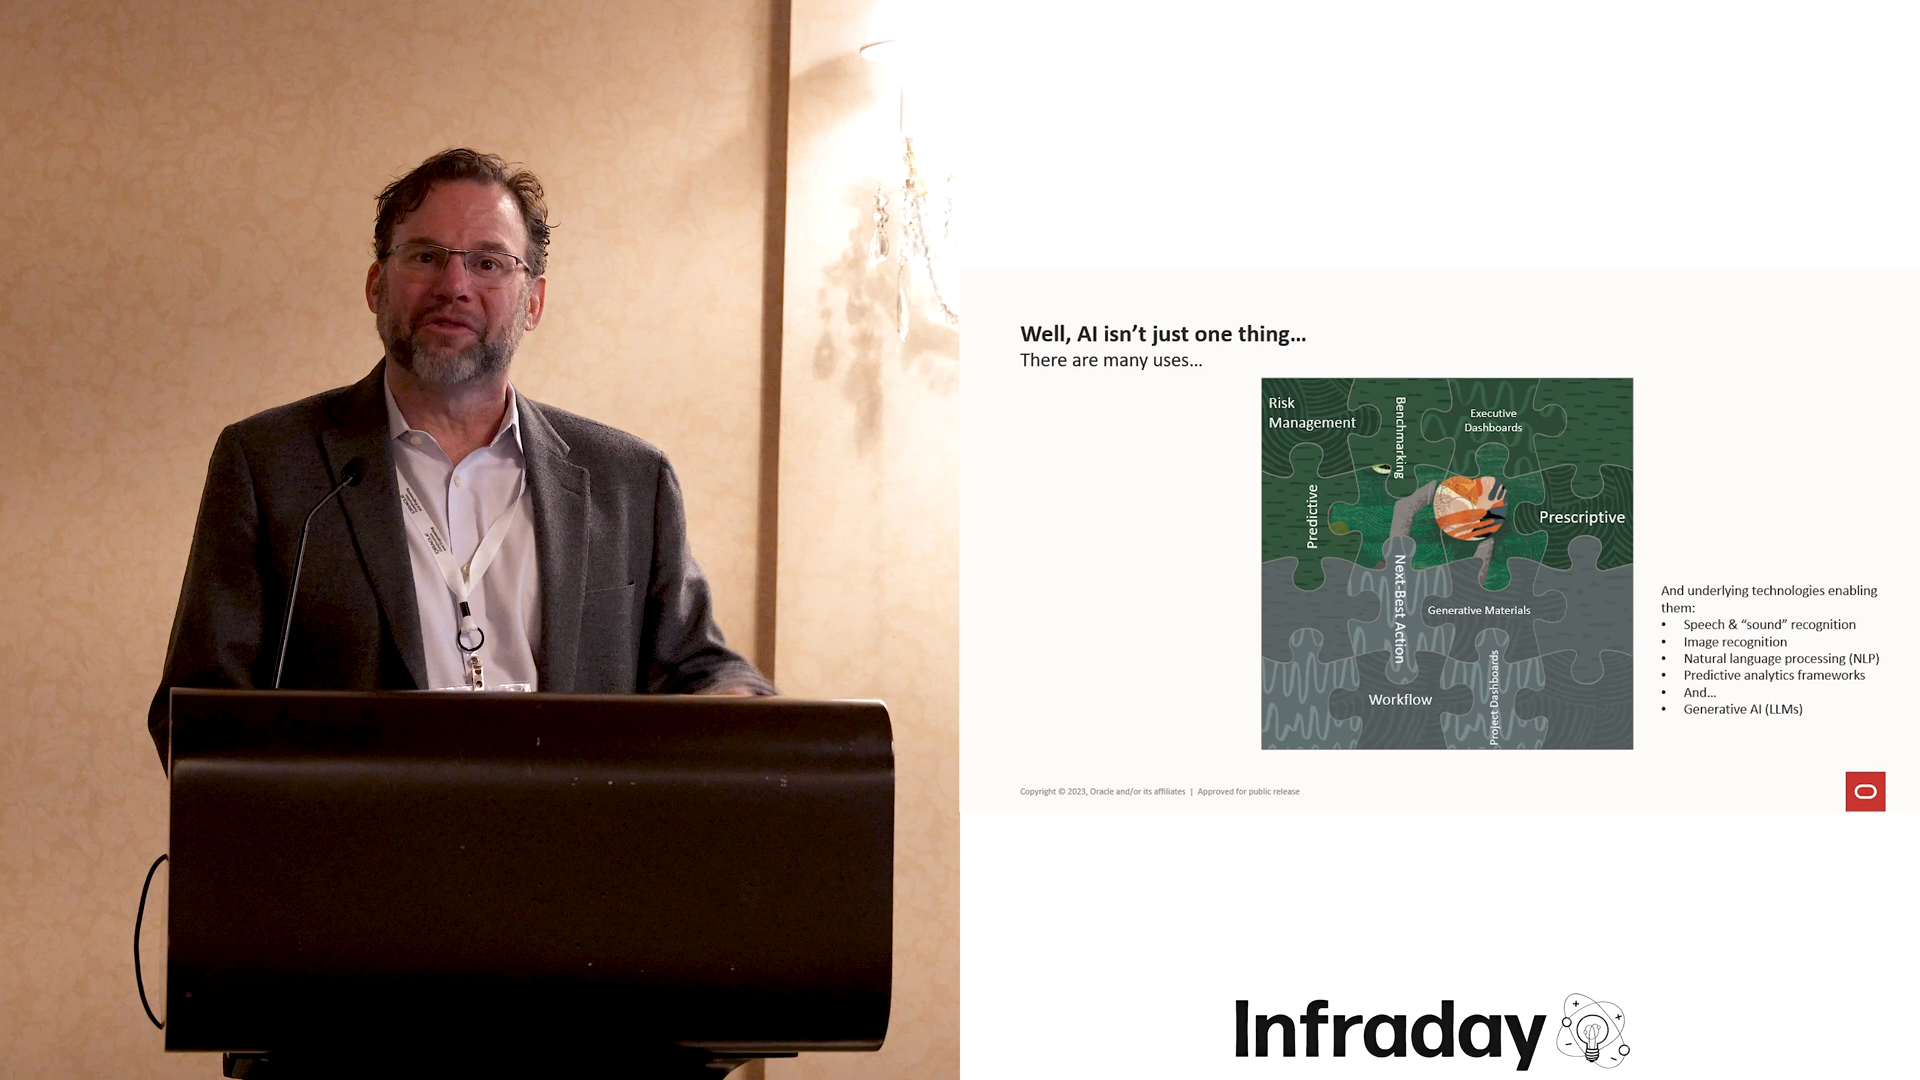 Well, AI isn’t just one thing…
There are many uses…
Risk
Management
Benchmarking
Executive
Dashboards
Predictive
Prescriptive
Next-Best Action
Generative Materials
Workflow
Project Dashboards
And underlying technologies enabling
them:
• Speech & “sound” recognition
• Image recognition
• Natural language processing (NLP)
• Predictive analytics frameworks
• And…
• Generative AI (LLMs)
Copyright © 2023, Oracle and/or its affiliates | Approved for public release
Infraday